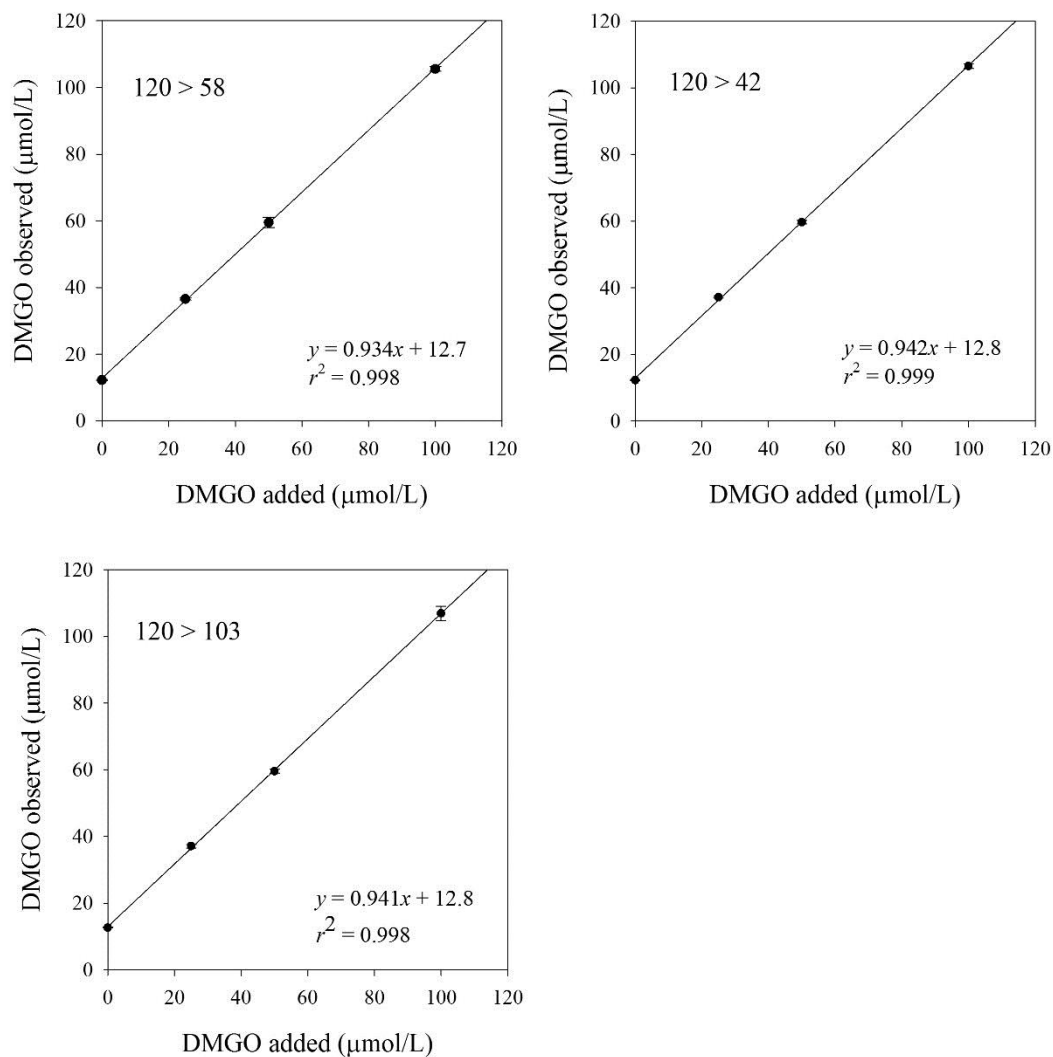 DMGO observed (μmol/L)
120
100
80
60
40
20
0
120 > 58
y = 0.934x + 12.7
r² = 0.998
0 20 40 60 80 100 120
DMGO added (μmol/L)
DMGO observed (μmol/L)
120
100
80
60
40
20
0
120 > 42
y = 0.942x + 12.8
r² = 0.999
0 20 40 60 80 100 120
DMGO added (μmol/L)
DMGO observed (μmol/L)
120
100
80
60
40
20
0
120 > 103
y = 0.941x + 12.8
r² = 0.998
0 20 40 60 80 100 120
DMGO added (μmol/L)